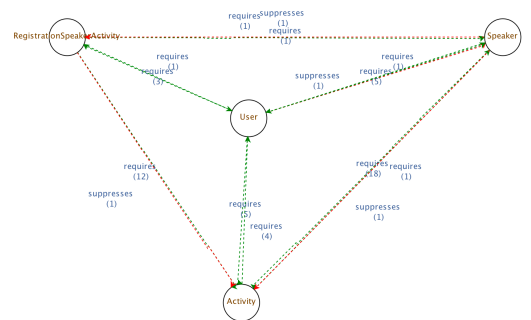 requires
(1)
suppresses
(1)
requires
(1)
RegistrationSpeakerActivity
Speaker
requires
(1)
requires
(3)
requires
(1)
requires
(5)
suppresses
(1)
User
requires
(12)
requires
(18)
requires
(1)
suppresses
(1)
suppresses
(1)
requires
(5)
requires
(4)
Activity